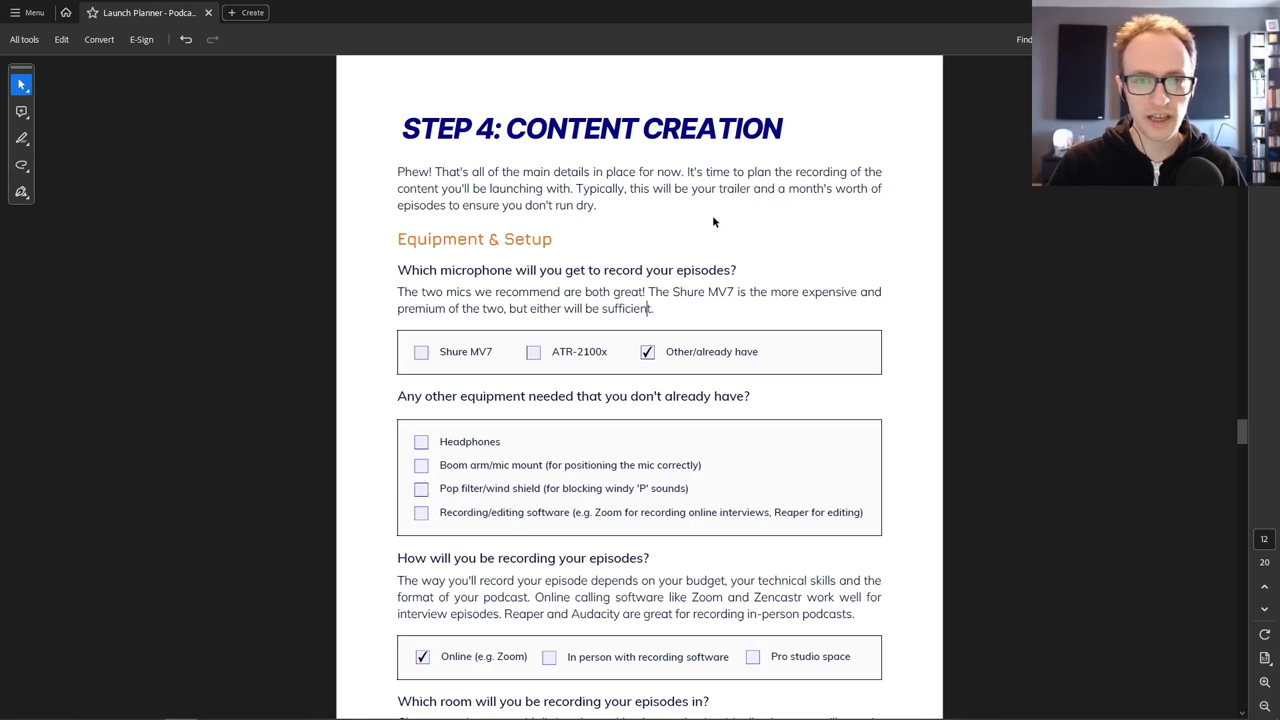 Menu
Launch Planner - Podca...
Create
All tools
Edit
Convert
E-Sign
Find
STEP 4: CONTENT CREATION
Phew! That's all of the main details in place for now. It's time to plan the recording of the
content you'll be launching with. Typically, this will be your trailer and a month's worth of
episodes to ensure you don't run dry.
Equipment & Setup
Which microphone will you get to record your episodes?
The two mics we recommend are both great! The Shure MV7 is the more expensive and
premium of the two, but either will be sufficient.
Shure MV7
ATR-2100x
Other/already have
Any other equipment needed that you don't already have?
Headphones
Boom arm/mic mount (for positioning the mic correctly)
Pop filter/wind shield (for blocking windy 'P' sounds)
Recording/editing software (e.g. Zoom for recording online interviews, Reaper for editing)
How will you be recording your episodes?
The way you'll record your episode depends on your budget, your technical skills and the
format of your podcast. Online calling software like Zoom and Zencastr work well for
interview episodes. Reaper and Audacity are great for recording in-person podcasts.
Online (e.g. Zoom)
In person with recording software
Pro studio space
Which room will you be recording your episodes in?
12
20